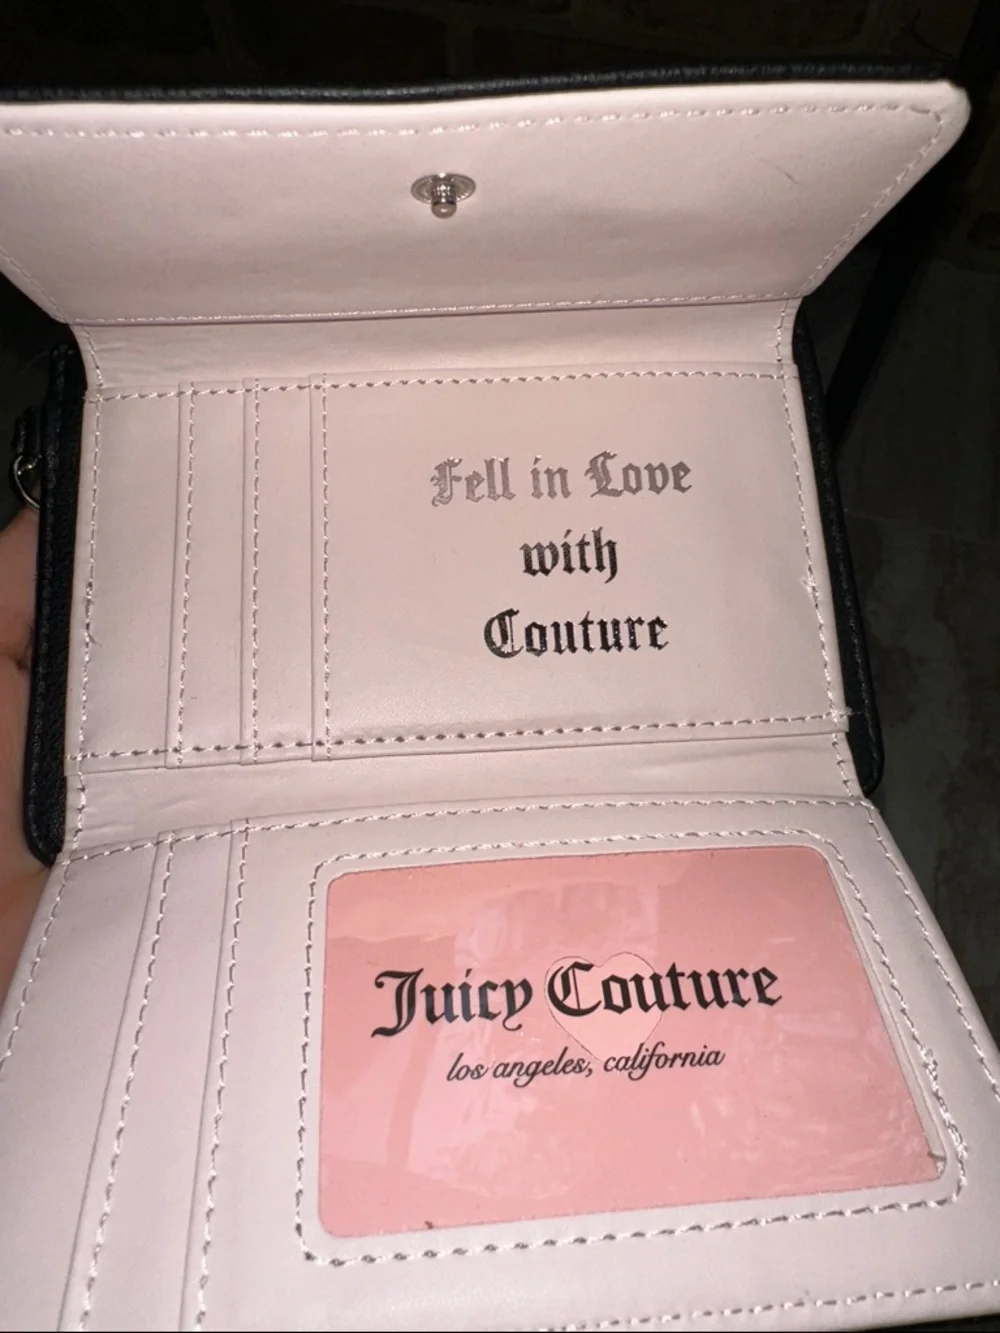 Fell in Love
with
Couture
Juicy Couture
los angeles, california